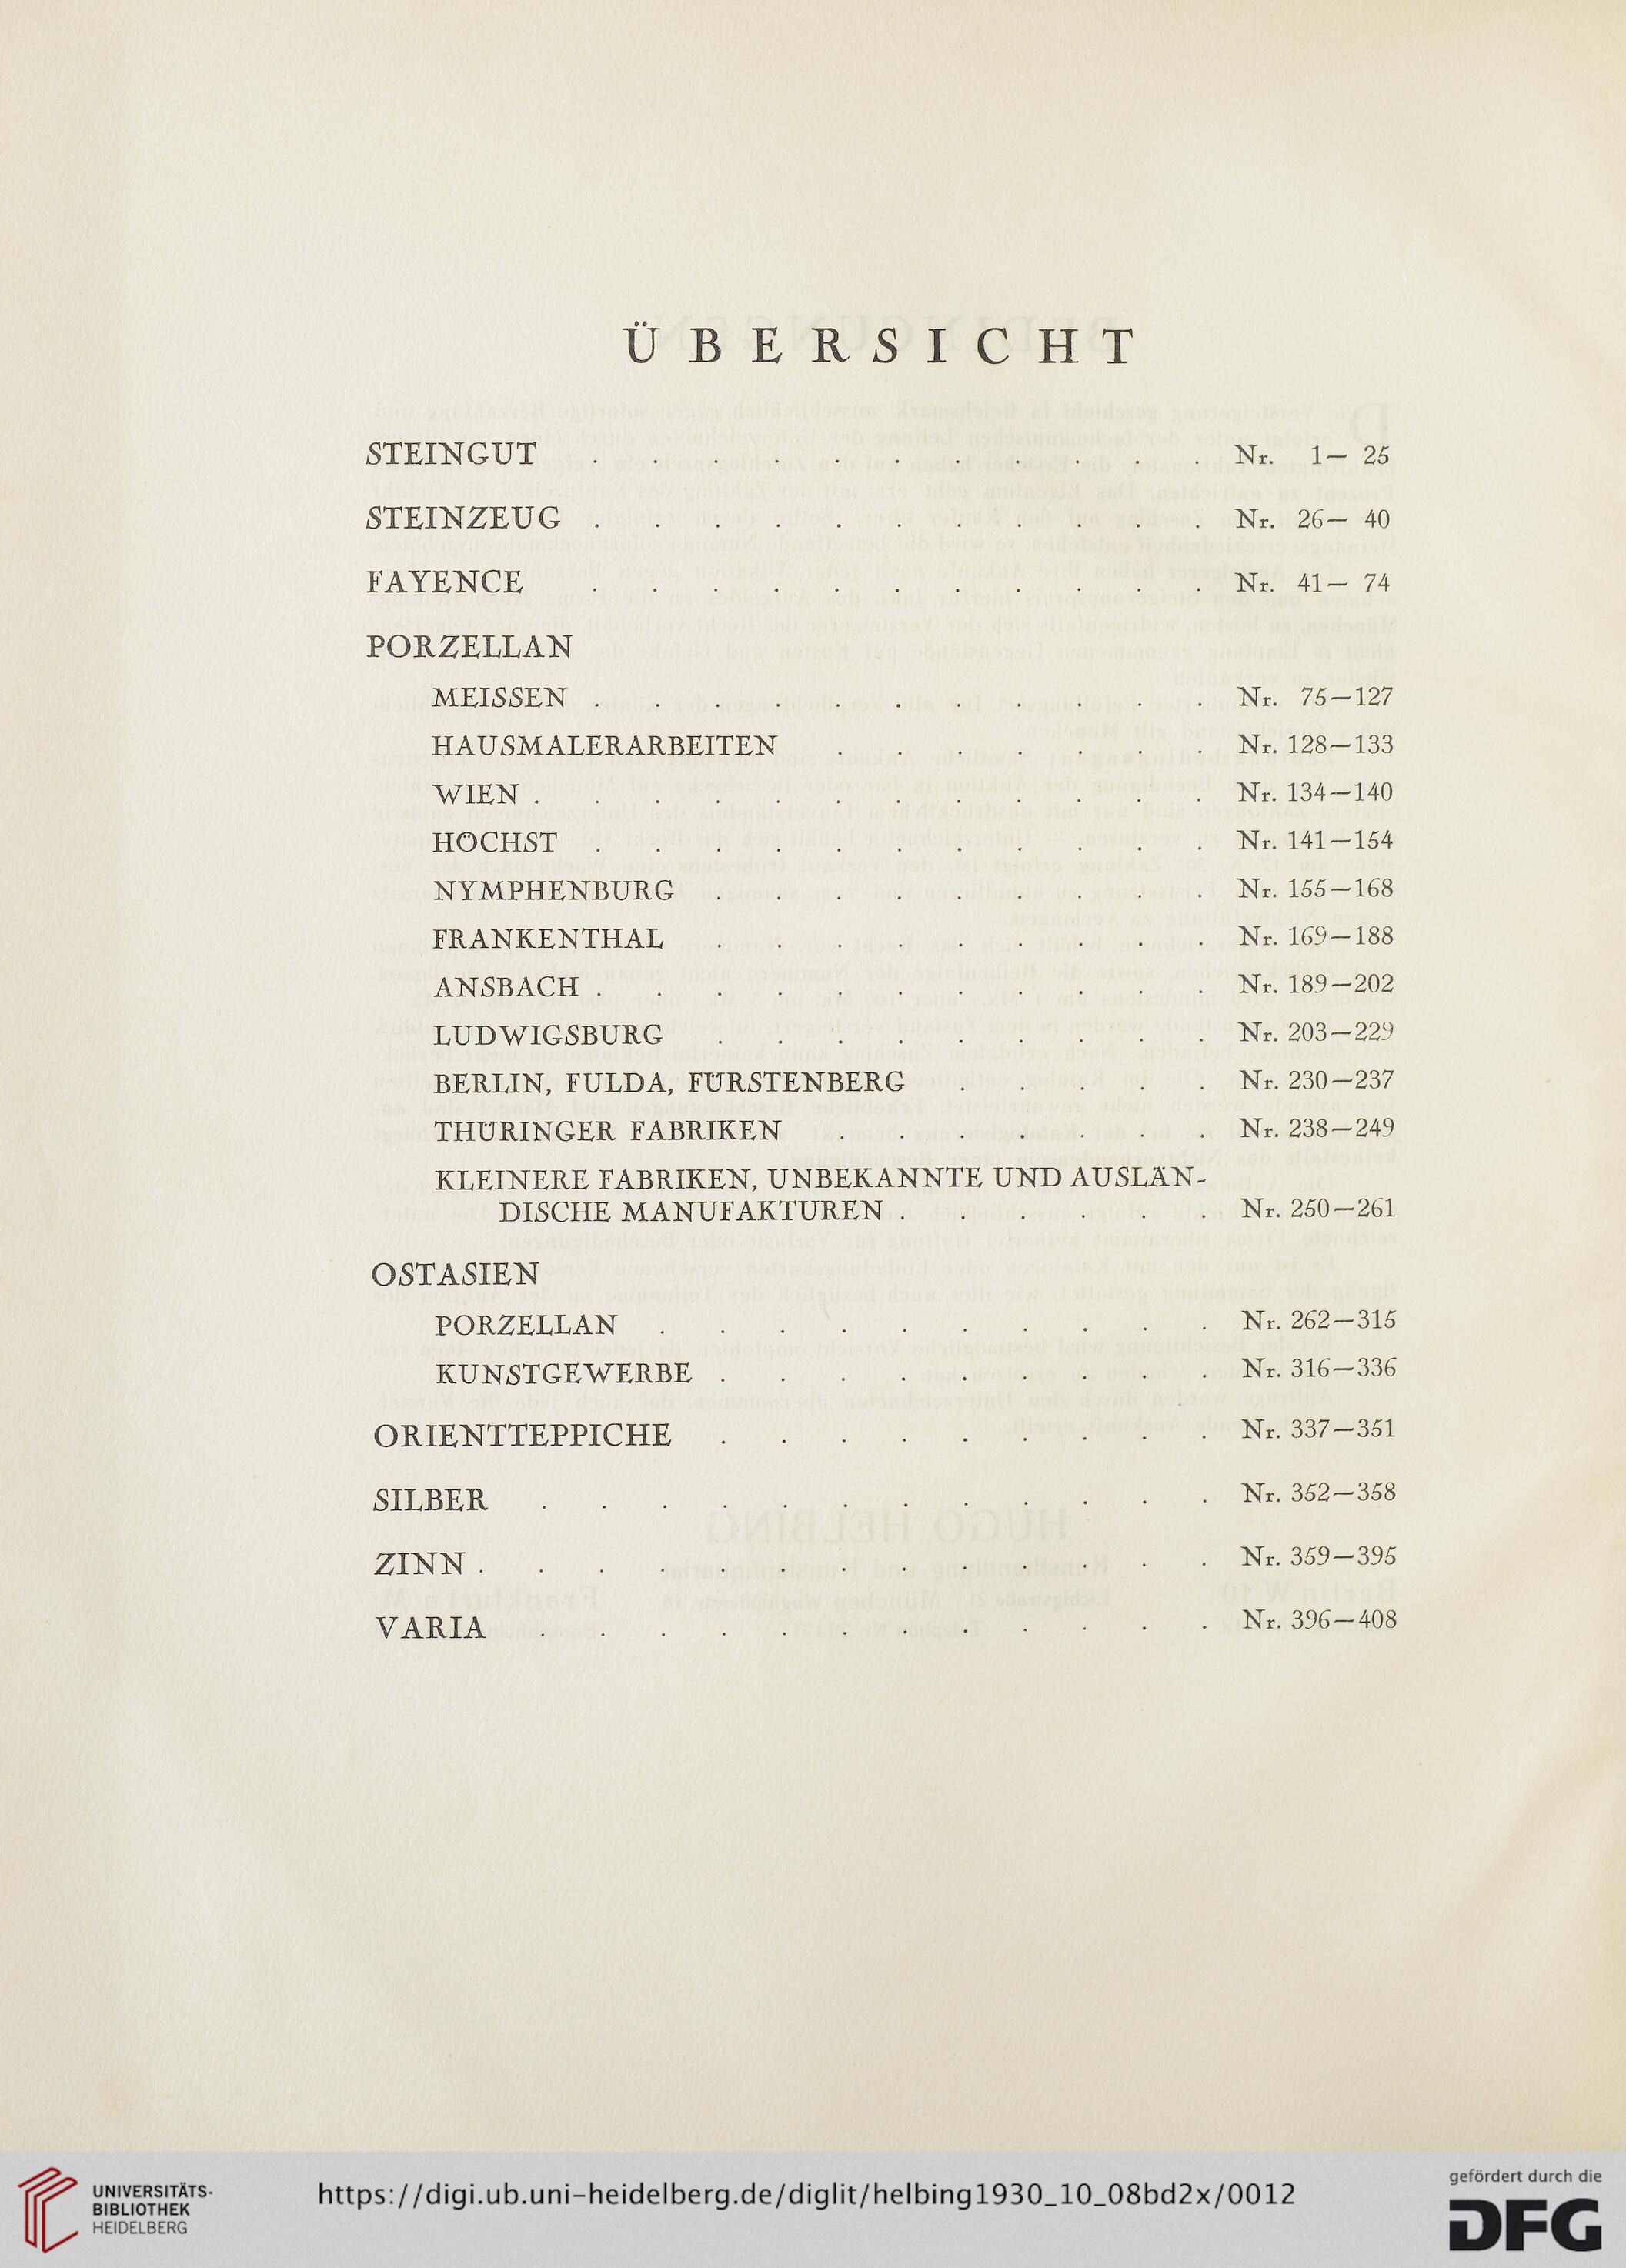 ÜBERSICHT
STEINGUT . . . . . . . . . . . Nr. 1— 25
STEINZEUG . . . . . . . . . . . Nr. 26— 40
FAYENCE . . . . . . . . . . . Nr. 41— 74
PORZELLAN
MEISSEN . . . . . . . . . . . Nr. 75—127
HAUSMALERARBEITEN . . . . . . . Nr. 128—133
WIEN . . . . . . . . . . . . Nr. 134—140
HÖCHST . . . . . . . . . . . Nr. 141—154
NYMPHENBURG . . . . . . . . . Nr. 155—168
FRANKENTHAL . . . . . . . . . Nr. 169—188
ANSBACH . . . . . . . . . . . Nr. 189—202
LUDWIGSBURG . . . . . . . . . Nr. 203—229
BERLIN, FULDA, FÜRSTENBERG . . . . . Nr. 230—237
THÜRINGER FABRIKEN . . . . . . . Nr. 238—249
KLEINERE FABRIKEN, UNBEKANNTE UND AUSLÄN-
DISCHE MANUFAKTUREN . . . . . . Nr. 250—261
OSTASIEN
PORZELLAN . . . . . . . . . . Nr. 262—315
KUNSTGEWERBE . . . . . . . . . Nr. 316—336
ORIENTTEPPICHE . . . . . . . . . Nr. 337—351
SILBER . . . . . . . . . . . . Nr. 352—358
ZINN . . . . . . . . . . . . . Nr. 359—395
VARIA . . . . . . . . . . . . Nr. 396—408
UNIVERSITÄTS-
BIBLIOTHEK
HEIDELBERG
https://digi.ub.uni-heidelberg.de/diglit/helbing1930_10_08bd2x/0012
gefördert durch die
DFG